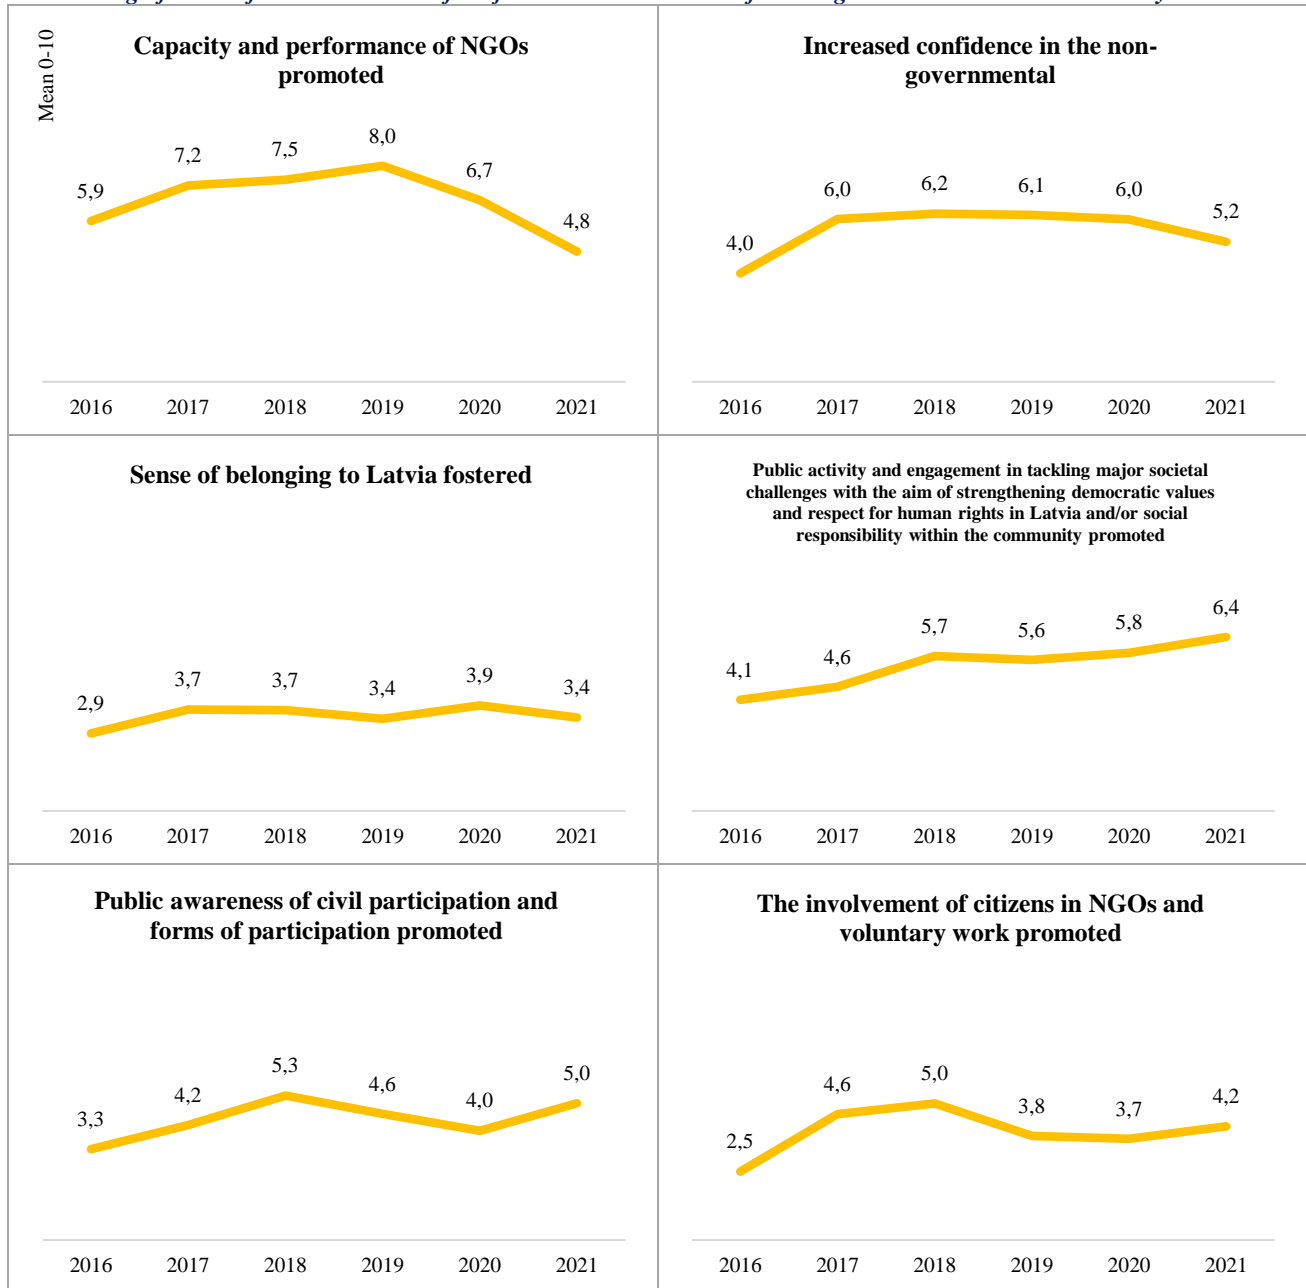 Mean 0-10
Capacity and performance of NGOs
promoted
5,9
7,2
7,5
8,0
6,7
4,8
2016 2017 2018 2019 2020 2021
Increased confidence in the non-
governmental
4,0
6,0
6,2
6,1
6,0
5,2
2016 2017 2018 2019 2020 2021
Sense of belonging to Latvia fostered
2,9
3,7
3,7
3,4
3,9
3,4
2016 2017 2018 2019 2020 2021
Public activity and engagement in tackling major societal
challenges with the aim of strengthening democratic values
and respect for human rights in Latvia and/or social
responsibility within the community promoted
4,1
4,6
5,7
5,6
5,8
6,4
2016 2017 2018 2019 2020 2021
Public awareness of civil participation and
forms of participation promoted
3,3
4,2
5,3
4,6
4,0
5,0
2016 2017 2018 2019 2020 2021
The involvement of citizens in NGOs and
voluntary work promoted
2,5
4,6
5,0
3,8
3,7
4,2
2016 2017 2018 2019 2020 2021